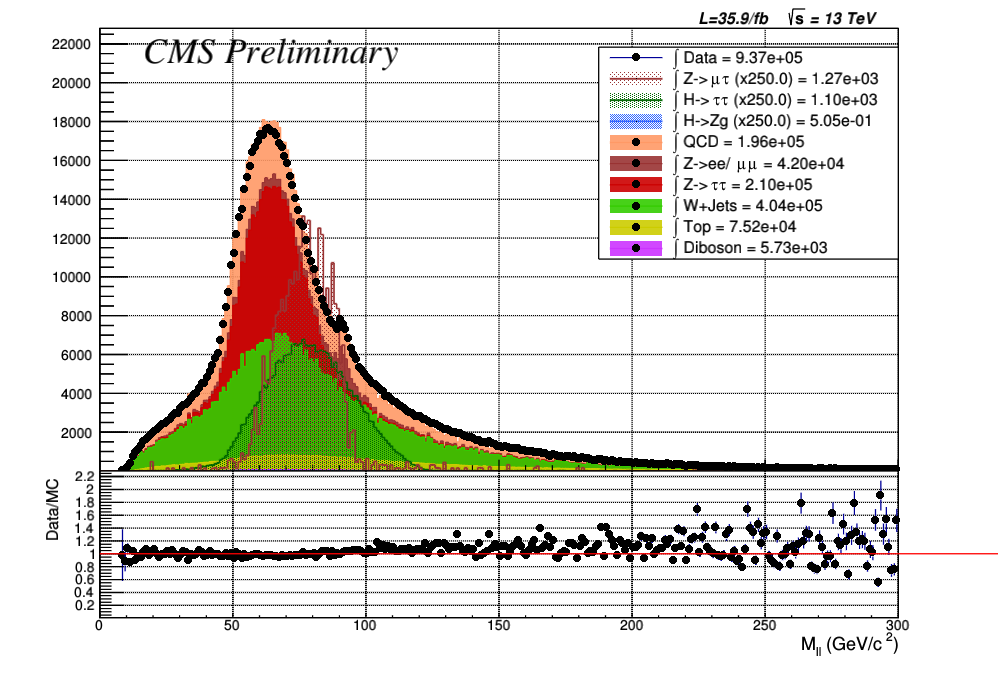 L=35.9/fb √s = 13 TeV
CMS Preliminary
∫ Data = 9.37e+05
∫ Z->μτ (x250.0) = 1.27e+03
∫ H->ττ (x250.0) = 1.10e+03
∫ H->Zg (x250.0) = 5.05e-01
∫ QCD = 1.96e+05
∫ Z->ee/ μμ = 4.20e+04
∫ Z->ττ = 2.10e+05
∫ W+Jets = 4.04e+05
∫ Top = 7.52e+04
∫ Diboson = 5.73e+03
22000
20000
18000
16000
14000
12000
10000
8000
6000
4000
2000
Data/MC
2.2
2
1.8
1.6
1.4
1.2
1
0.8
0.6
0.4
0.2
0 50 100 150 200 250 300
M_ll (GeV/c²)